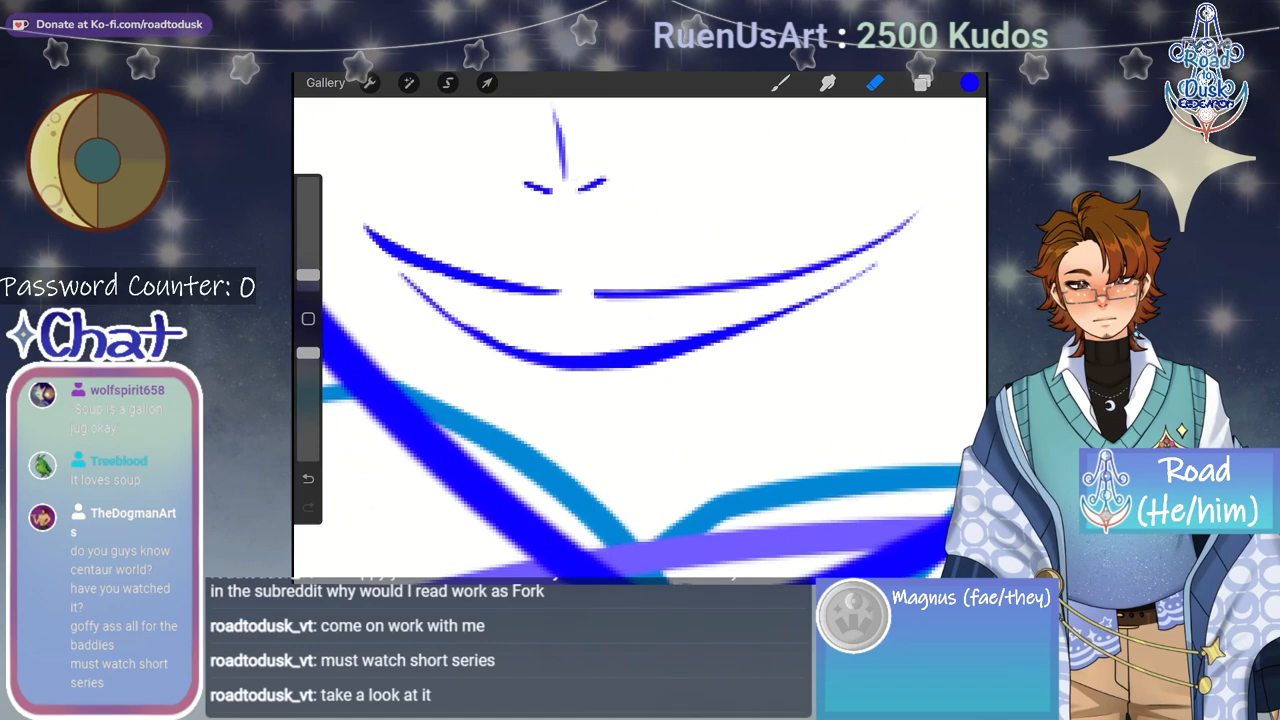 Donate at Ko-fi.com/roadtodusk
RuenUsArt : 2500 Kudos
Road
to
Dusk
Gallery
Password Counter: 0
Chat
wolfspirit658
Soup is a gallon
jug okay
Treeblood
It loves soup
TheDogmanArt
s
do you guys know
centaur world?
have you watched
it?
goffy ass all for the
baddies
must watch short
series
in the subreddit why would I read work as Fork
roadtodusk_vt: come on work with me
roadtodusk_vt: must watch short series
roadtodusk_vt: take a look at it
Road
(He/him)
Magnus (fae/they)